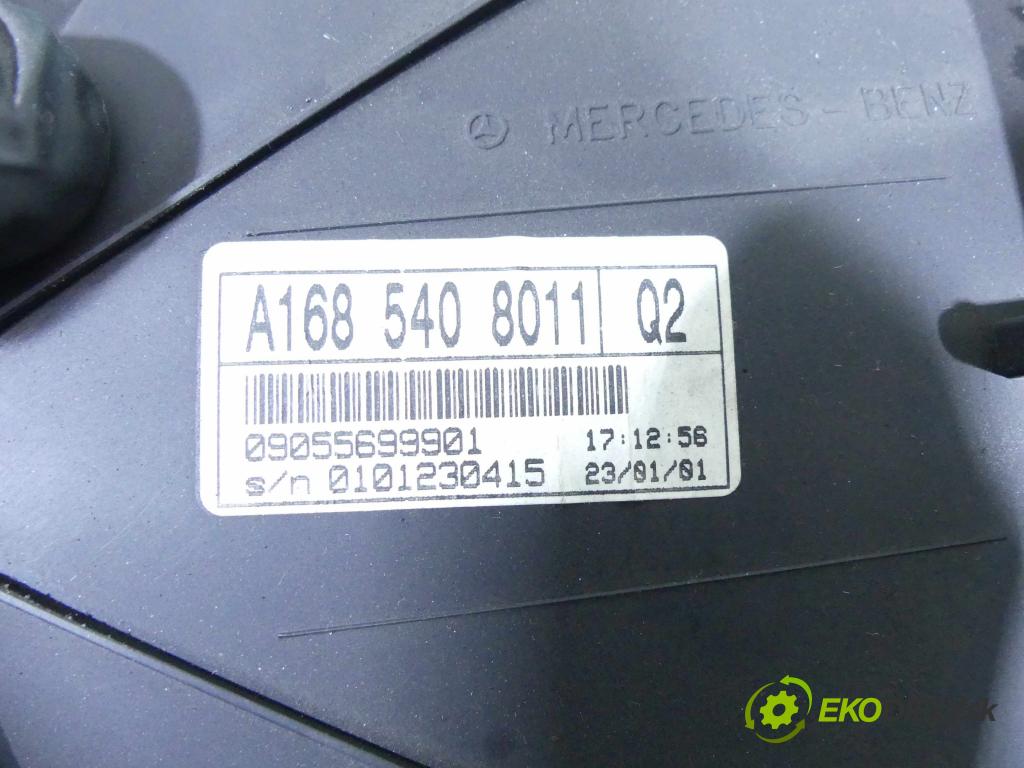 MERCEDES-BENZ
A168 540 8011 Q2
09055699901 17:12:56
s/n 0101230415 23/01/01
EKO